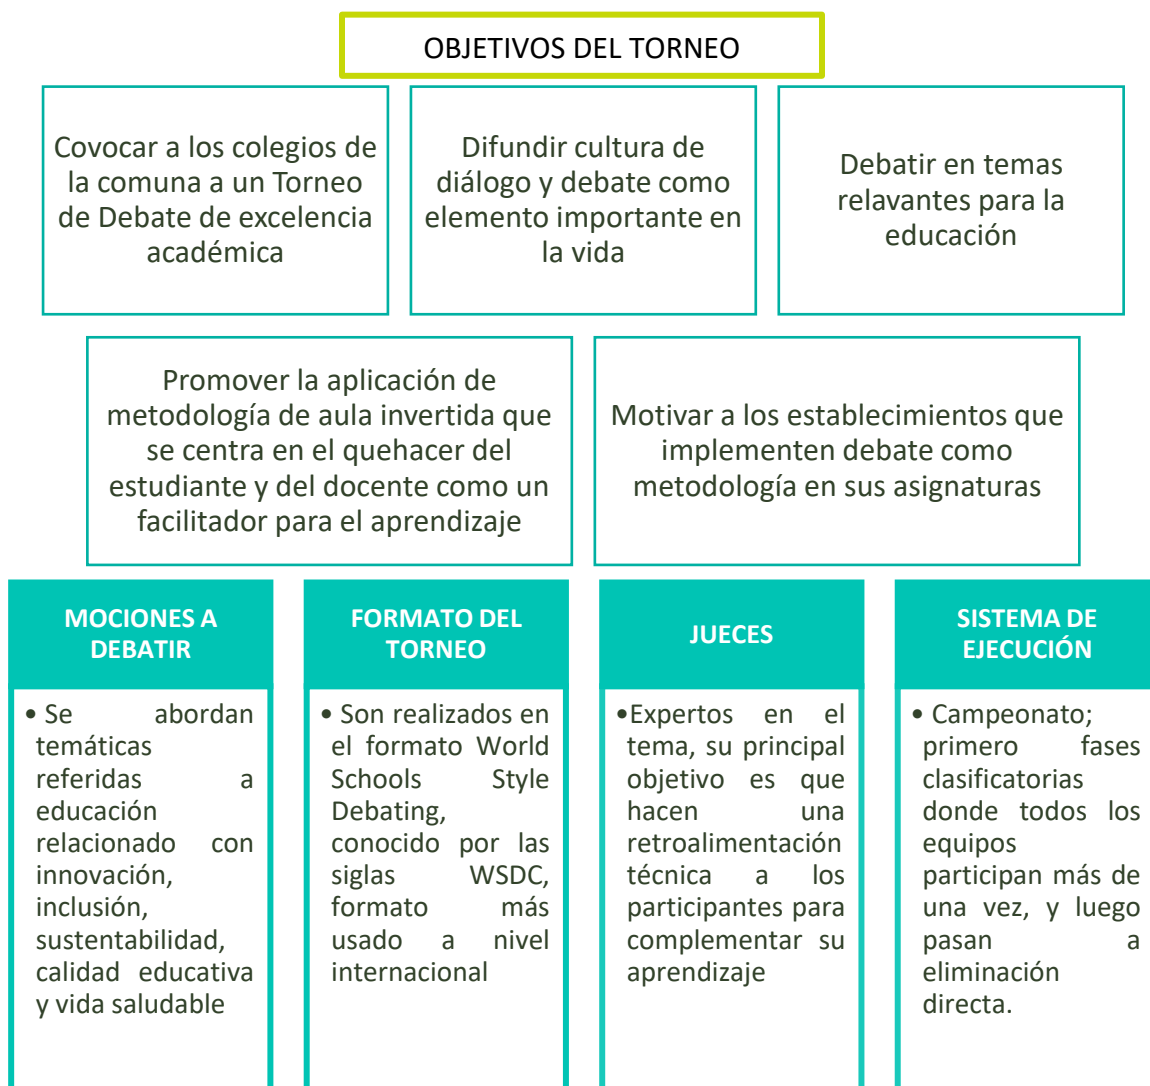 OBJETIVOS DEL TORNEO
Covocar a los colegios de
la comuna a un Torneo
de Debate de excelencia
académica
Difundir cultura de
diálogo y debate como
elemento importante en
la vida
Debatir en temas
relavantes para la
educación
Promover la aplicación de
metodología de aula invertida que
se centra en el quehacer del
estudiante y del docente como un
facilitador para el aprendizaje
Motivar a los establecimientos que
implementen debate como
metodología en sus asignaturas
MOCIONES A
DEBATIR
• Se abordan
temáticas
referidas a
educación
relacionado con
innovación,
inclusión,
sustentabilidad,
calidad educativa
y vida saludable
FORMATO DEL
TORNEO
• Son realizados en
el formato World
Schools Style
Debating,
conocido por las
siglas WSDC,
formato más
usado a nivel
internacional
JUECES
•Expertos en el
tema, su principal
objetivo es que
hacen una
retroalimentación
técnica a los
participantes para
complementar su
aprendizaje
SISTEMA DE
EJECUCIÓN
• Campeonato;
primero fases
clasificatorias
donde todos los
equipos
participan más de
una vez, y luego
pasan a
eliminación
directa.